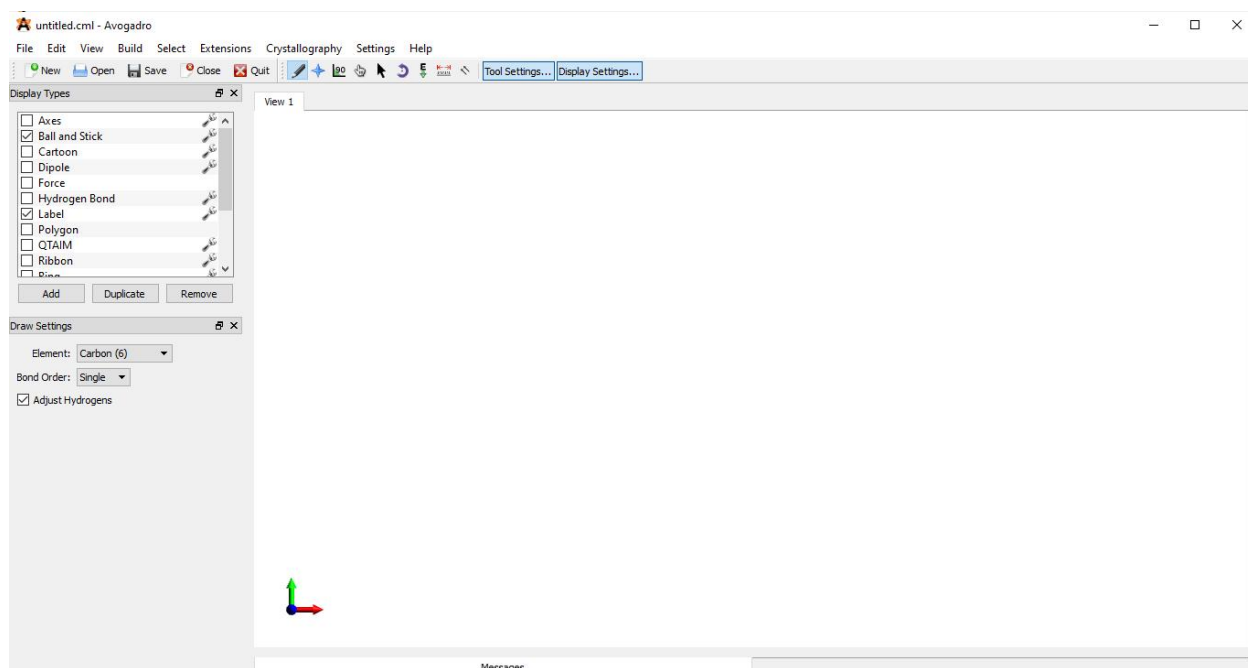 untitled.cml - Avogadro
File Edit View Build Select Extensions Crystallography Settings Help
New Open Save Close Quit Tool Settings... Display Settings...
Display Types
View 1
Axes
Ball and Stick
Cartoon
Dipole
Force
Hydrogen Bond
Label
Polygon
QTAIM
Ribbon
Ring
Add Duplicate Remove
Draw Settings
Element: Carbon (6)
Bond Order: Single
Adjust Hydrogens
Messages